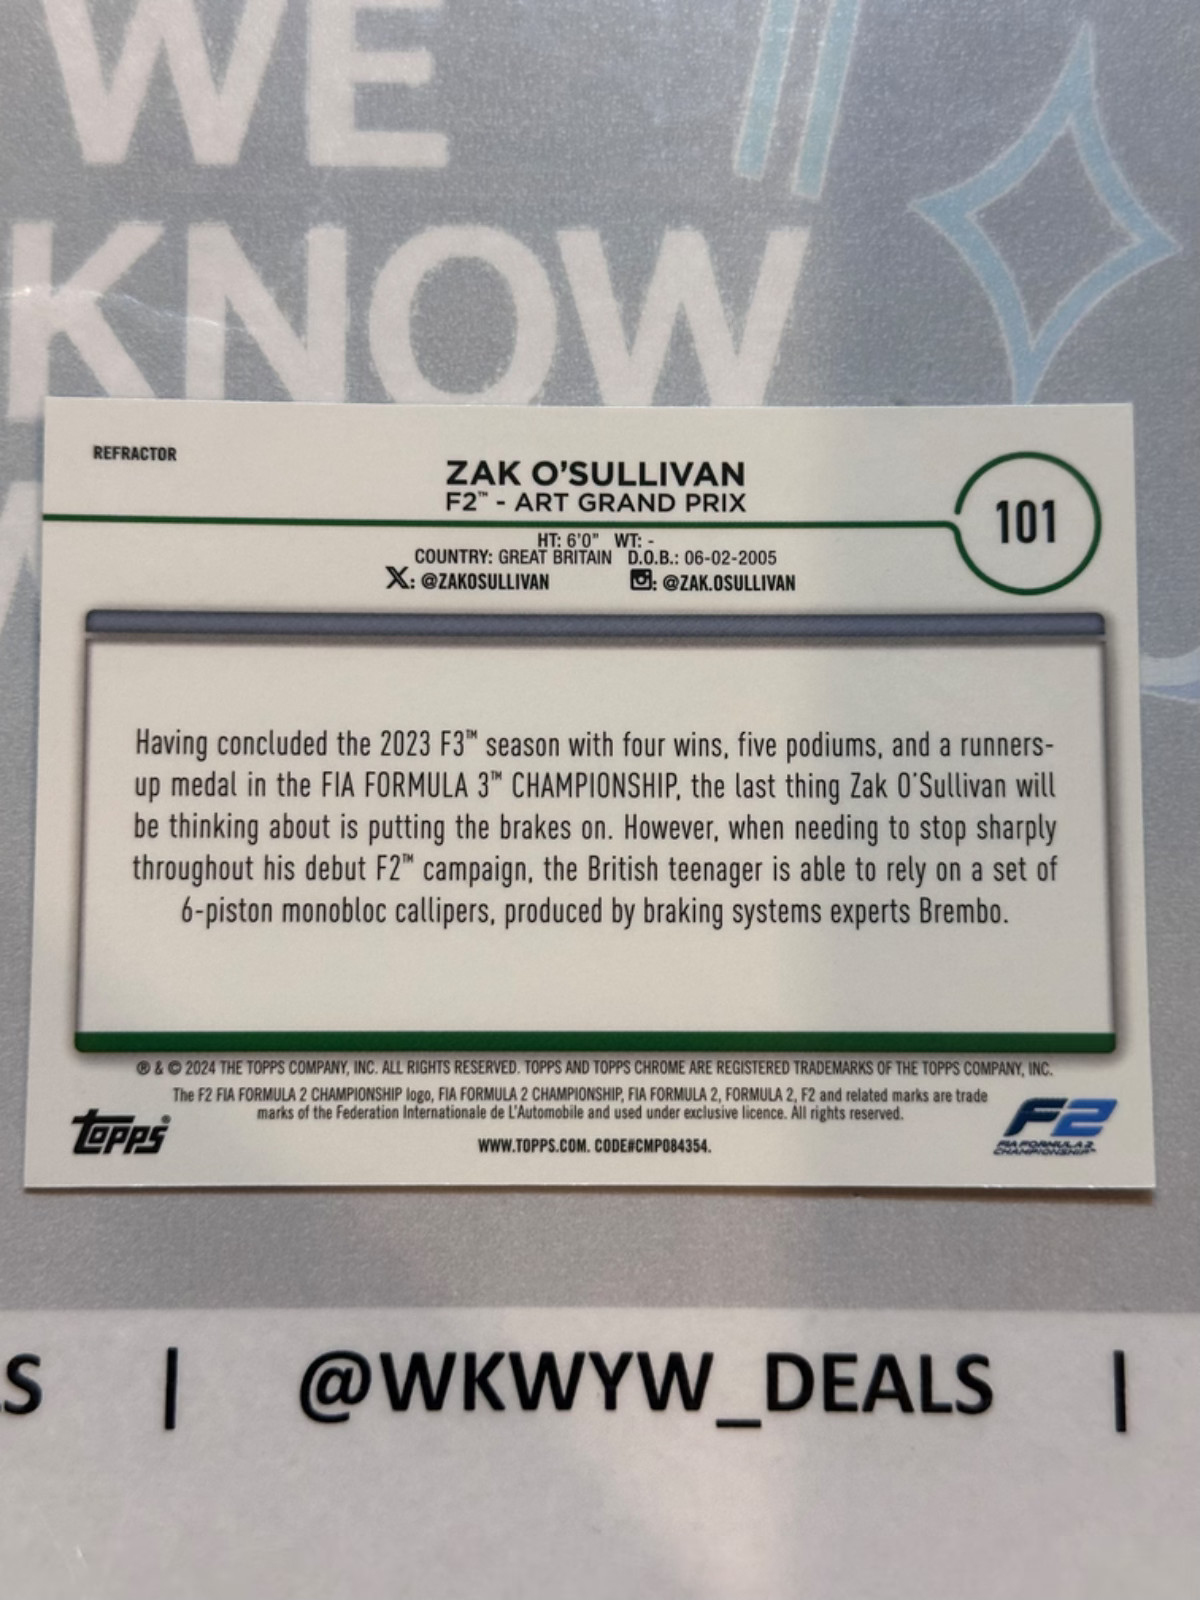 WE
KNOW
REFRACTOR
ZAK O'SULLIVAN
F2™ - ART GRAND PRIX
101
HT: 6'0" WT: -
COUNTRY: GREAT BRITAIN D.O.B.: 06-02-2005
X: @ZAKOSULLIVAN : @ZAK.OSULLIVAN
Having concluded the 2023 F3™ season with four wins, five podiums, and a runners-
up medal in the FIA FORMULA 3™ CHAMPIONSHIP, the last thing Zak O'Sullivan will
be thinking about is putting the brakes on. However, when needing to stop sharply
throughout his debut F2™ campaign, the British teenager is able to rely on a set of
6-piston monobloc callipers, produced by braking systems experts Brembo.
® & © 2024 THE TOPPS COMPANY, INC. ALL RIGHTS RESERVED. TOPPS AND TOPPS CHROME ARE REGISTERED TRADEMARKS OF THE TOPPS COMPANY, INC.
The F2 FIA FORMULA 2 CHAMPIONSHIP logo, FIA FORMULA 2 CHAMPIONSHIP, FIA FORMULA 2, FORMULA 2, F2 and related marks are trade
marks of the Federation Internationale de L'Automobile and used under exclusive licence. All rights reserved.
WWW.TOPPS.COM. CODE#CMP084354.
Topps®
F2
FIA FORMULA 2
CHAMPIONSHIP™
LS | @WKWYW_DEALS |